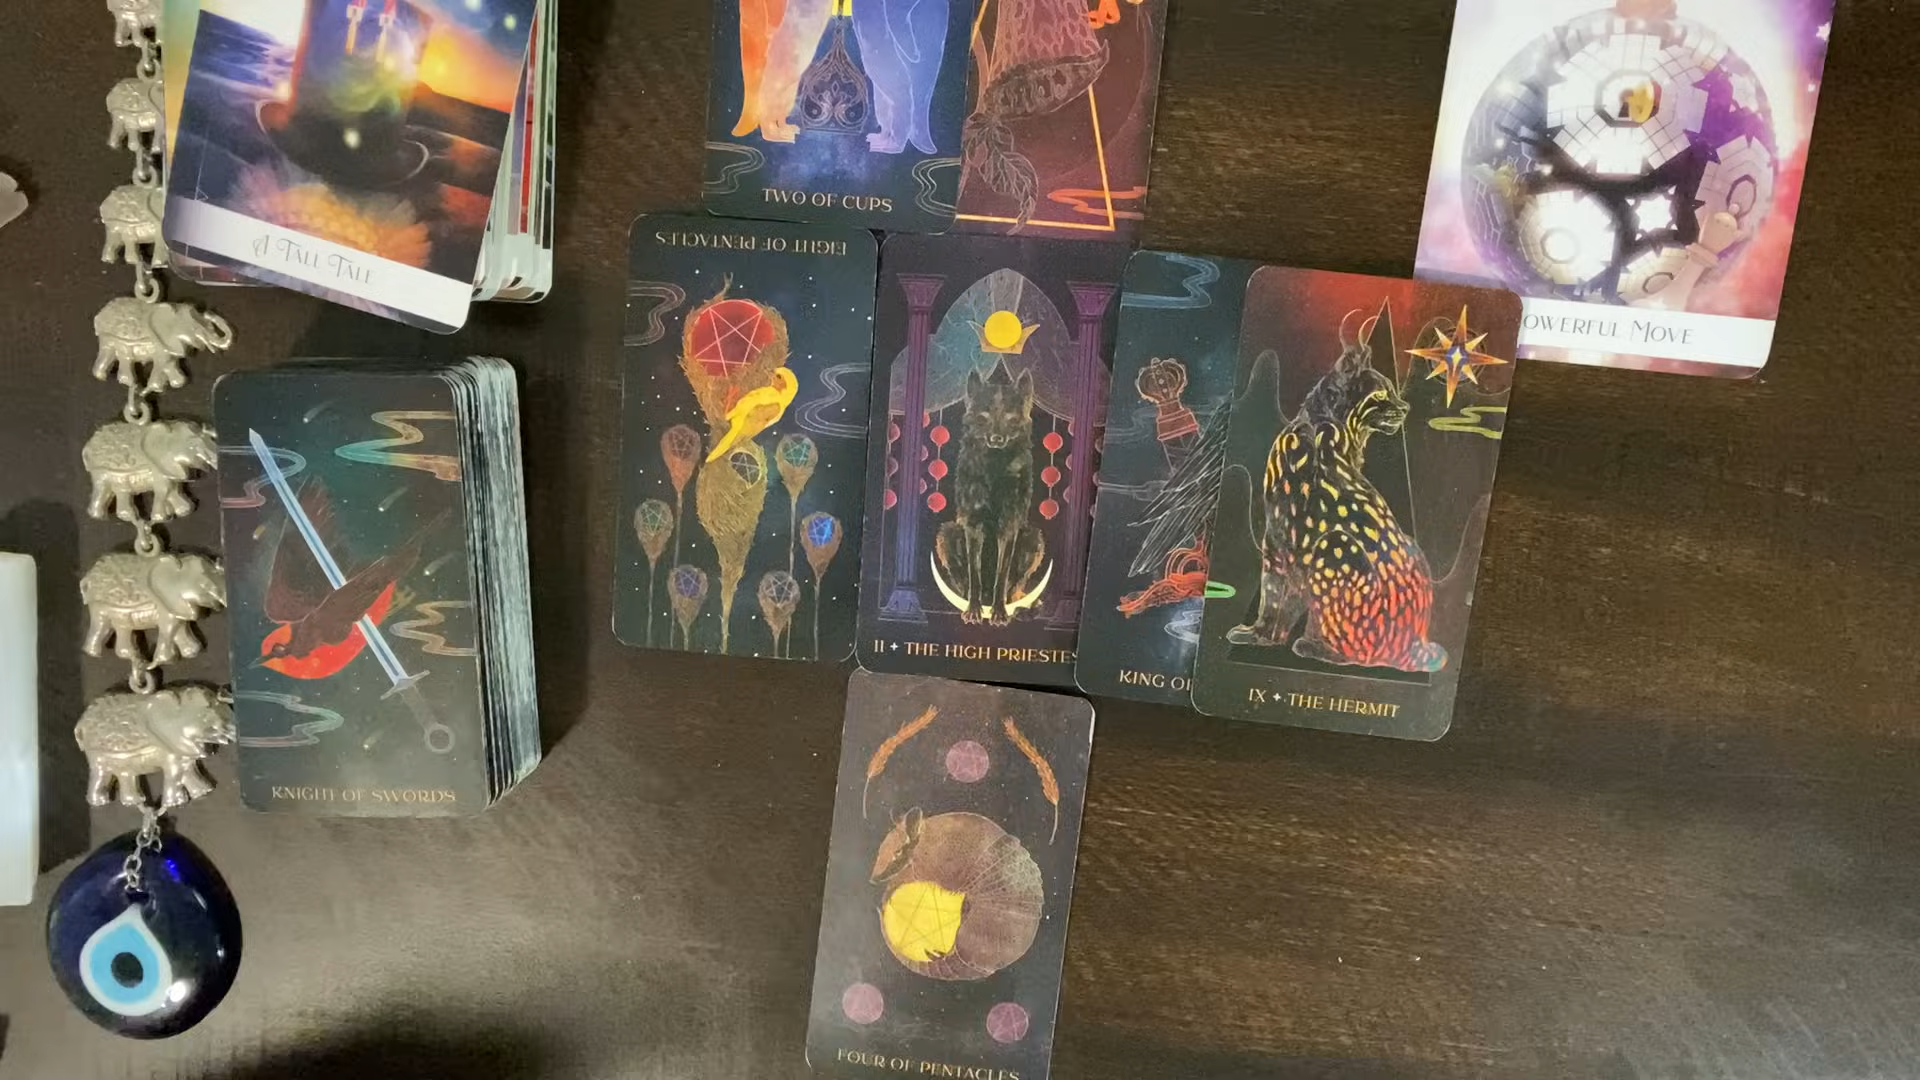 A TALL TALE
TWO OF CUPS
EIGHT OF PENTACLES
OWERFUL MOVE
II ✦ THE HIGH PRIESTES
KING OF
IX ✦ THE HERMIT
KNIGHT OF SWORDS
FOUR OF PENTACLES